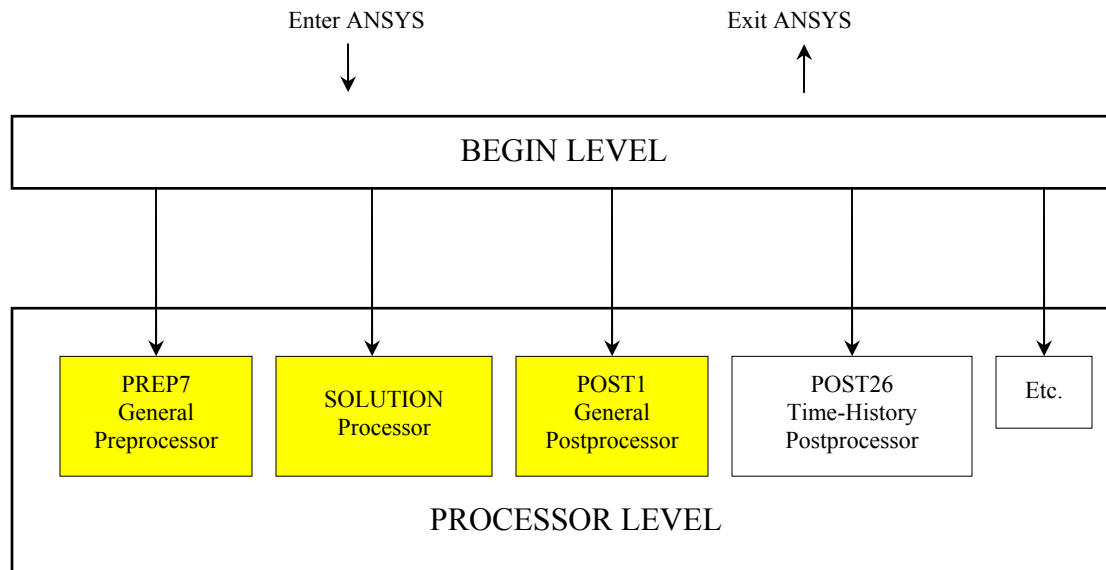 Enter ANSYS
Exit ANSYS
BEGIN LEVEL
PREP7
General
Preprocessor
SOLUTION
Processor
POST1
General
Postprocessor
POST26
Time-History
Postprocessor
Etc.
PROCESSOR LEVEL